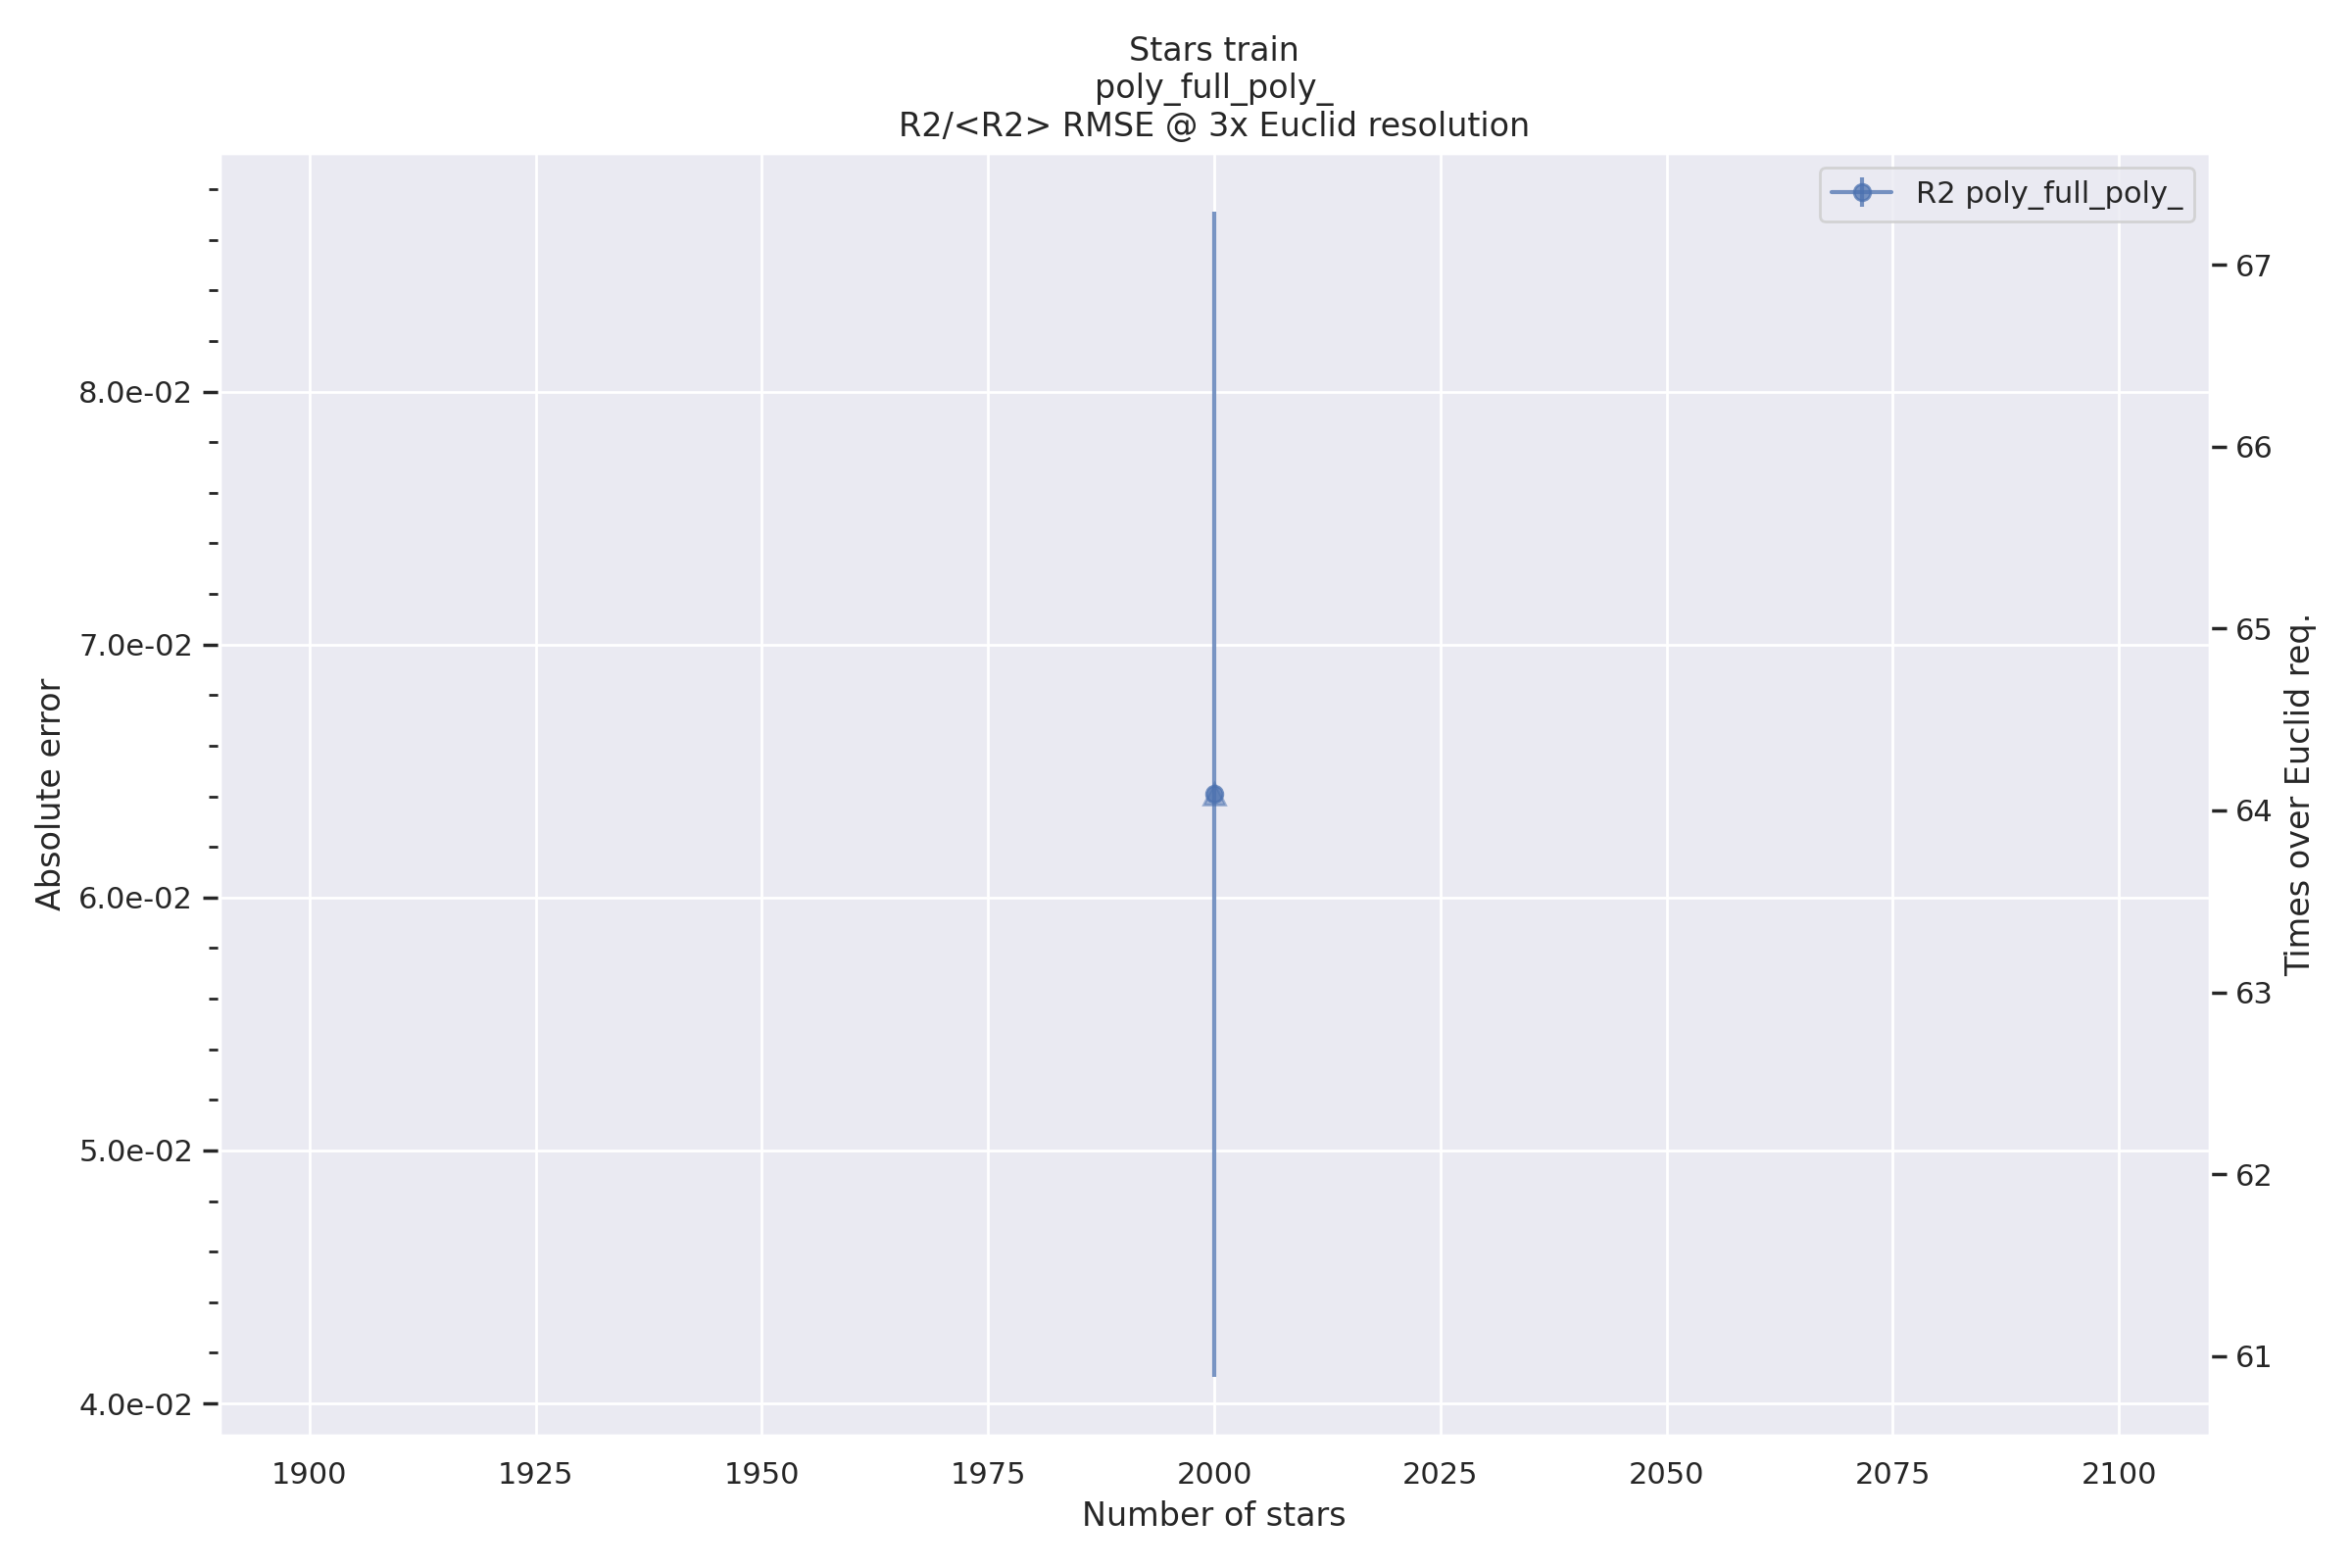 Stars train
poly_full_poly_
R2/<R2> RMSE @ 3x Euclid resolution
R2 poly_full_poly_
Absolute error
8.0e-02
7.0e-02
6.0e-02
5.0e-02
4.0e-02
67
66
65
64
63
62
61
Times over Euclid req.
1900 1925 1950 1975 2000 2025 2050 2075 2100
Number of stars